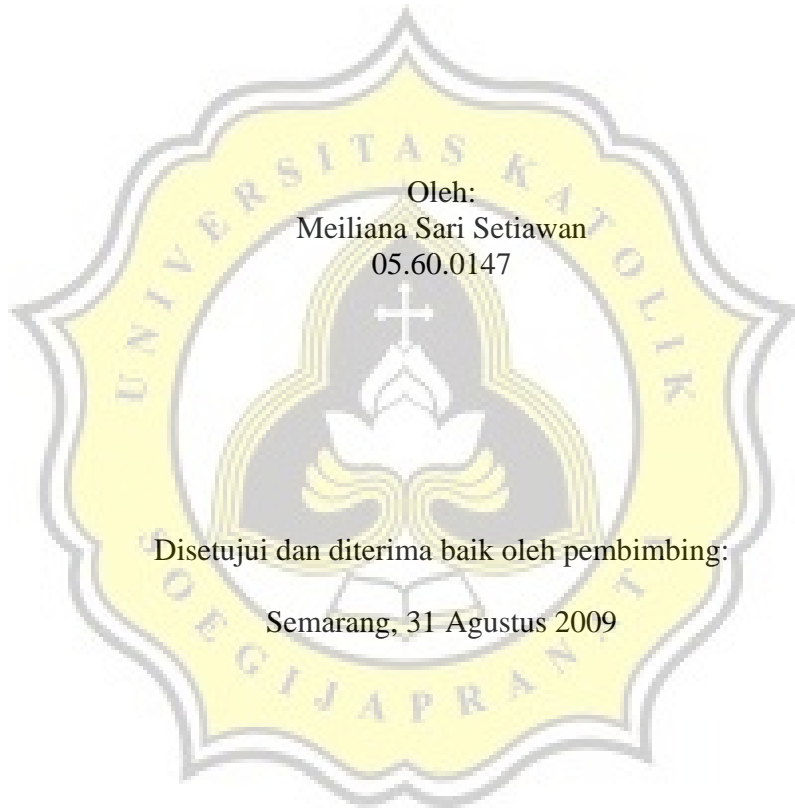 UNIVERSITAS KATOLIK
Oleh:
Meiliana Sari Setiawan
05.60.0147
Disetujui dan diterima baik oleh pembimbing:
Semarang, 31 Agustus 2009